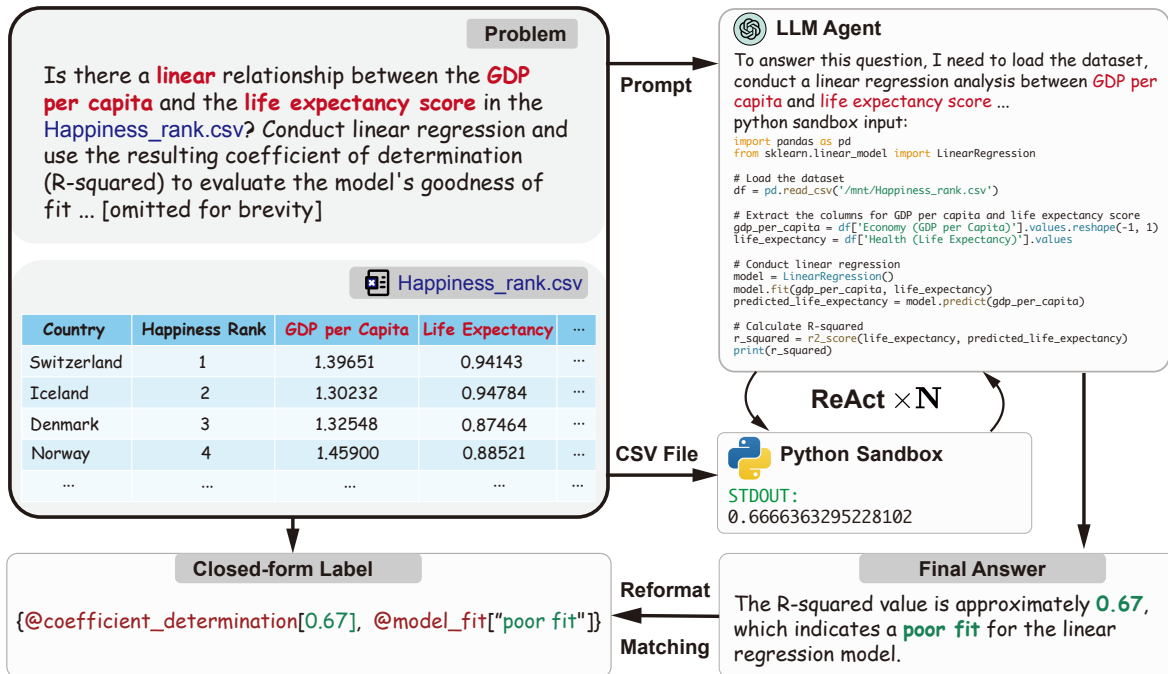 Problem
Is there a linear relationship between the GDP
per capita and the life expectancy score in the
Happiness_rank.csv? Conduct linear regression and
use the resulting coefficient of determination
(R-squared) to evaluate the model's goodness of
fit ... [omitted for brevity]
Happiness_rank.csv
Country Happiness Rank GDP per Capita Life Expectancy ...
Switzerland 1 1.39651 0.94143 ...
Iceland 2 1.30232 0.94784 ...
Denmark 3 1.32548 0.87464 ...
Norway 4 1.45900 0.88521 ...
... ... ... ... ...
Prompt
LLM Agent
To answer this question, I need to load the dataset,
conduct a linear regression analysis between GDP per
capita and life expectancy score ...
python sandbox input:
import pandas as pd
from sklearn.linear_model import LinearRegression
# Load the dataset
df = pd.read_csv('/mnt/Happiness_rank.csv')
# Extract the columns for GDP per capita and life expectancy score
gdp_per_capita = df['Economy (GDP per Capita)'].values.reshape(-1, 1)
life_expectancy = df['Health (Life Expectancy)'].values
# Conduct linear regression
model = LinearRegression()
model.fit(gdp_per_capita, life_expectancy)
predicted_life_expectancy = model.predict(gdp_per_capita)
# Calculate R-squared
r_squared = r2_score(life_expectancy, predicted_life_expectancy)
print(r_squared)
ReAct ×N
CSV File
Python Sandbox
STDOUT:
0.6666363295228102
Closed-form Label
{@coefficient_determination[0.67], @model_fit["poor fit"]}
Reformat
Matching
Final Answer
The R-squared value is approximately 0.67,
which indicates a poor fit for the linear
regression model.